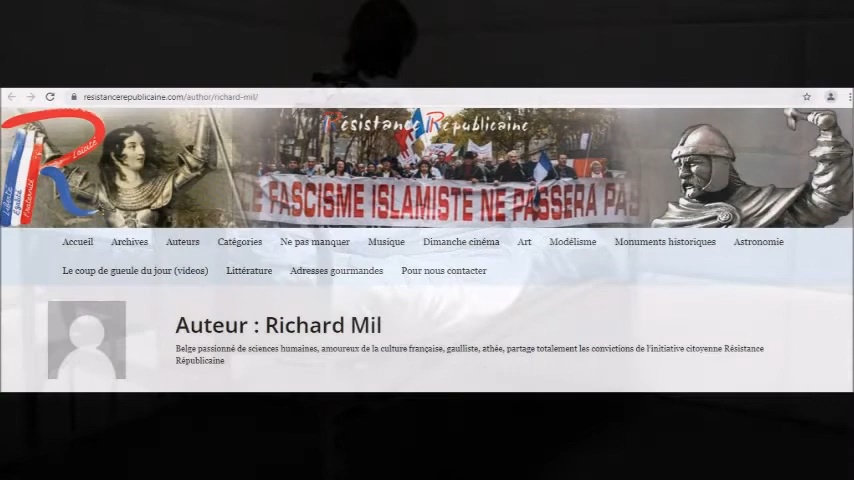 resistancerepublicaine.com/author/richard-mil/
Résistance Républicaine
Laïcité
Liberté
Égalité
Fraternité
LE FASCISME ISLAMISTE NE PASSERA PAS
Accueil Archives Auteurs Catégories Ne pas manquer Musique Dimanche cinéma Art Modélisme Monuments historiques Astronomie
Le coup de gueule du jour (videos) Littérature Adresses gourmandes Pour nous contacter
Auteur : Richard Mil
Belge passionné de sciences humaines, amoureux de la culture française, gaulliste, athée, partage totalement les convictions de l'initiative citoyenne Résistance
Républicaine